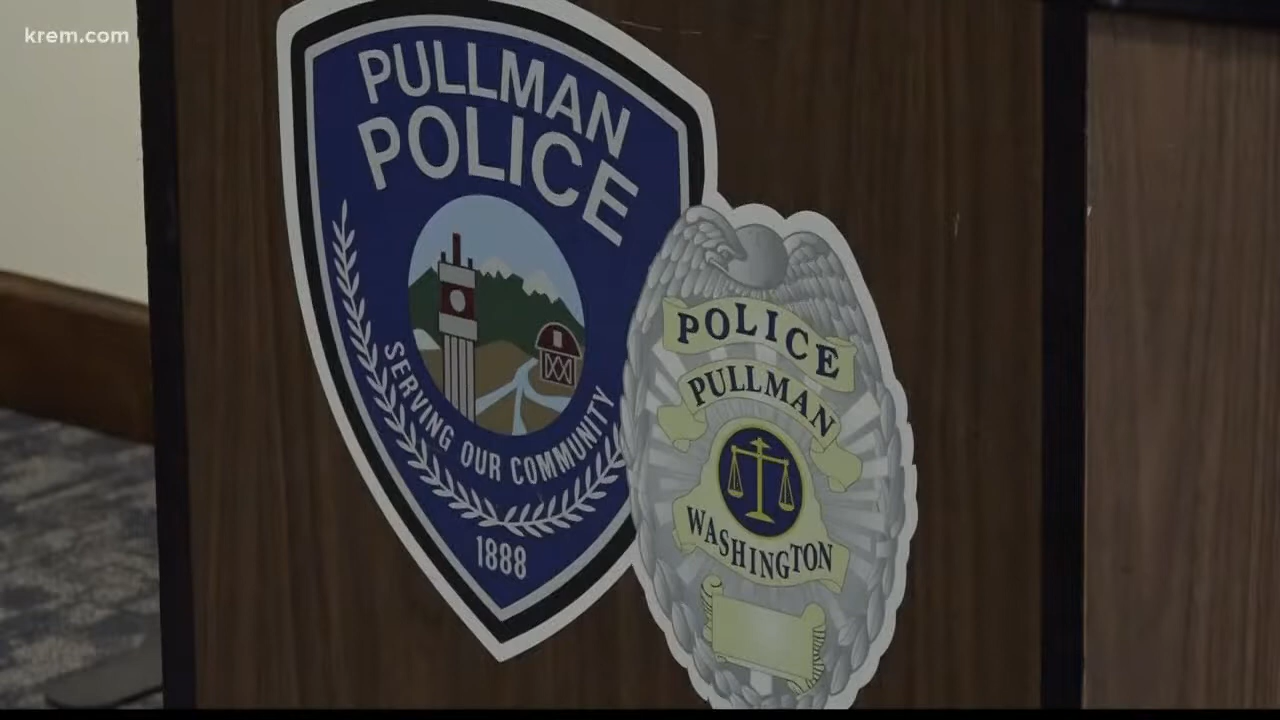 krem.com
PULLMAN
POLICE
SERVING OUR COMMUNITY
1888
POLICE
PULLMAN
WASHINGTON